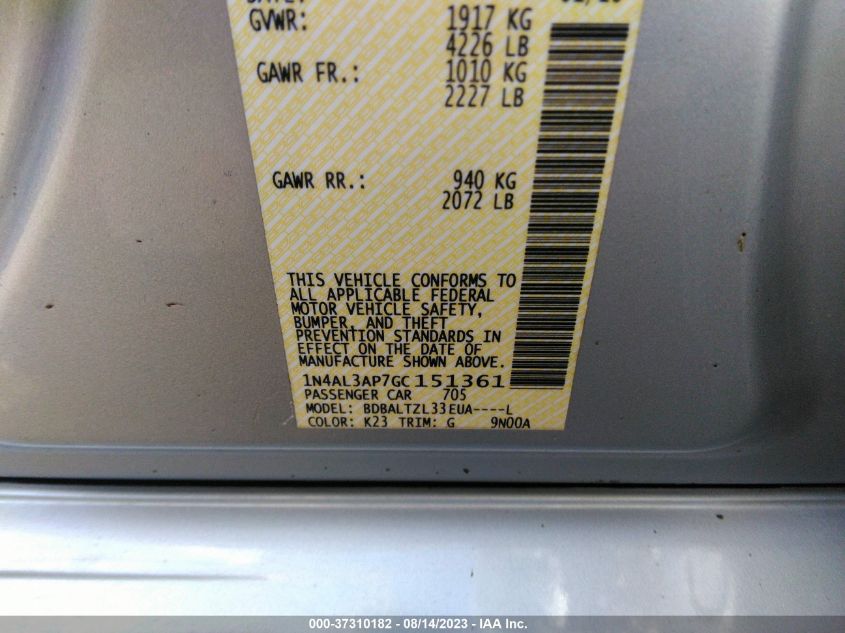 GVWR: 1917 KG
4226 LB
GAWR FR.: 1010 KG
2227 LB
GAWR RR.: 940 KG
2072 LB
THIS VEHICLE CONFORMS TO
ALL APPLICABLE FEDERAL
MOTOR VEHICLE SAFETY,
BUMPER, AND THEFT
PREVENTION STANDARDS IN
EFFECT ON THE DATE OF
MANUFACTURE SHOWN ABOVE.
1N4AL3AP7GC151361
PASSENGER CAR 705
MODEL: BDBALTZL33EUA----L
COLOR: K23 TRIM: G 9N00A
000-37310182 - 08/14/2023 - IAA Inc.